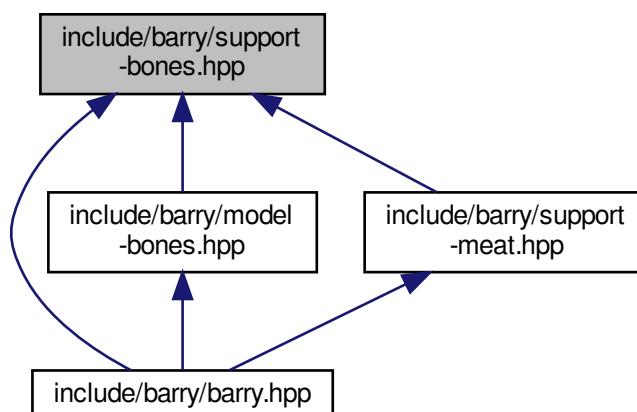 include/barry/support
-bones.hpp
include/barry/model
-bones.hpp
include/barry/support
-meat.hpp
include/barry/barry.hpp